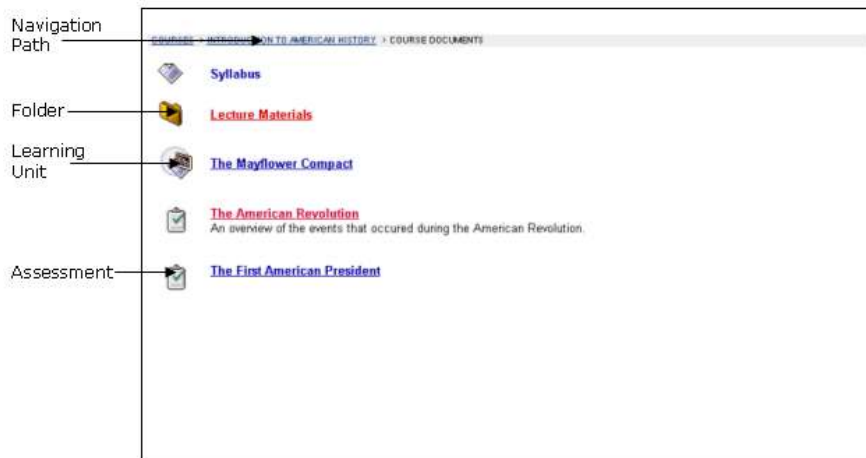 Navigation
Path
COURSES > INTRODUCTION TO AMERICAN HISTORY > COURSE DOCUMENTS
Syllabus
Folder
Lecture Materials
Learning
Unit
The Mayflower Compact
The American Revolution
An overview of the events that occured during the American Revolution.
Assessment
The First American President